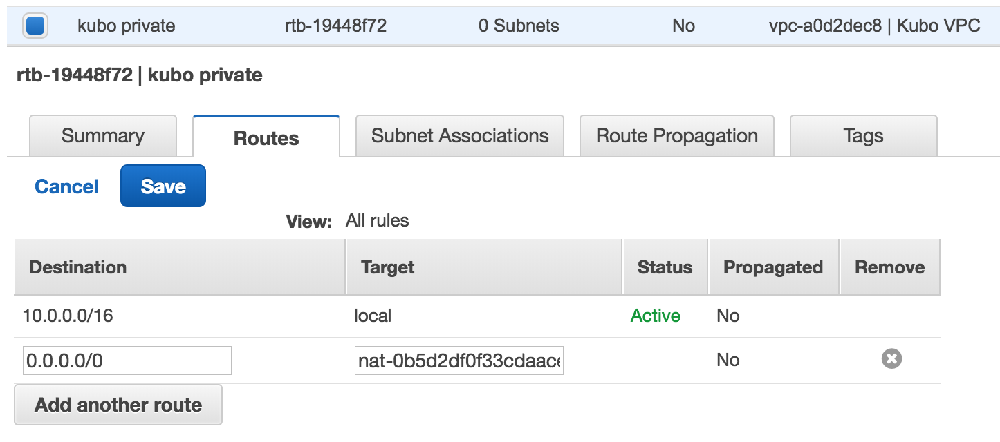 kubo private rtb-19448f72 0 Subnets No vpc-a0d2dec8 | Kubo VPC
rtb-19448f72 | kubo private
Summary Routes Subnet Associations Route Propagation Tags
Cancel Save
View: All rules
Destination Target Status Propagated Remove
10.0.0.0/16 local Active No
0.0.0.0/0 nat-0b5d2df0f33cdaace No
Add another route